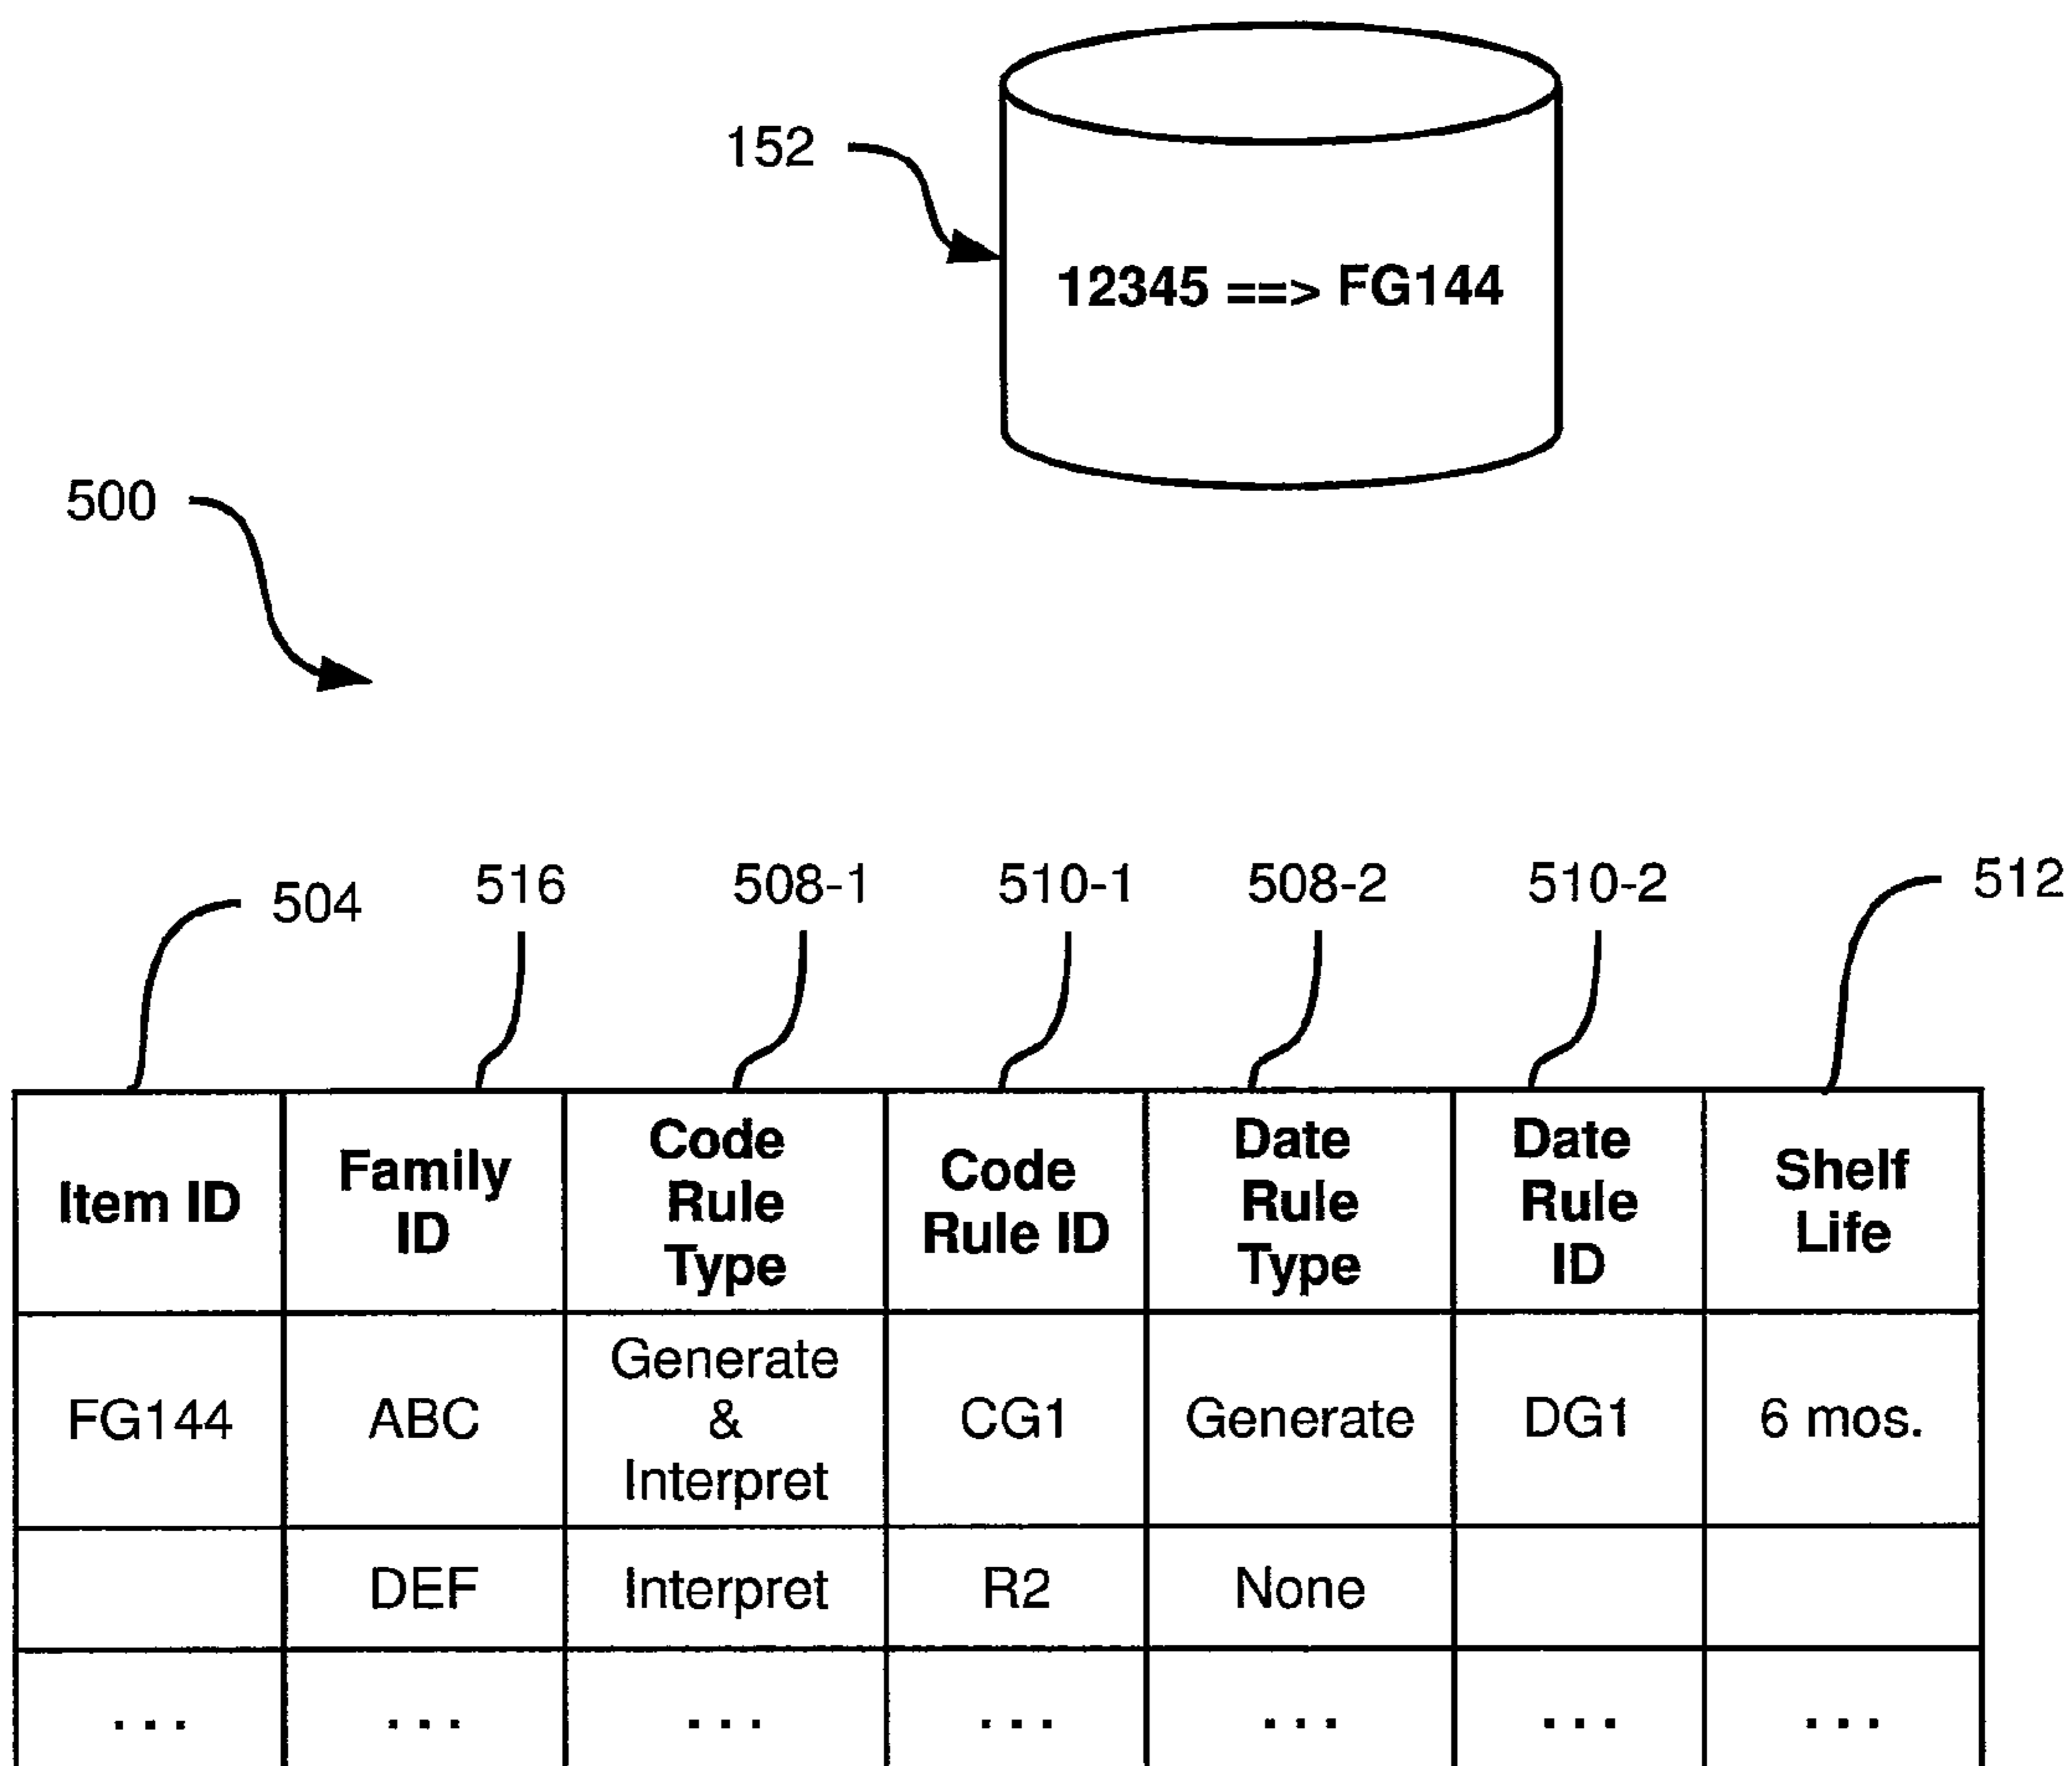 152
12345 ==> FG144
500
504 516 508-1 510-1 508-2 510-2 512
Item ID
Family
ID
Code
Rule
Type
Code
Rule ID
Date
Rule
Type
Date
Rule
ID
Shelf
Life
FG144
ABC
Generate
&
Interpret
CG1
Generate
DG1
6 mos.
DEF
Interpret
R2
None
... ... ... ... ... ... ...